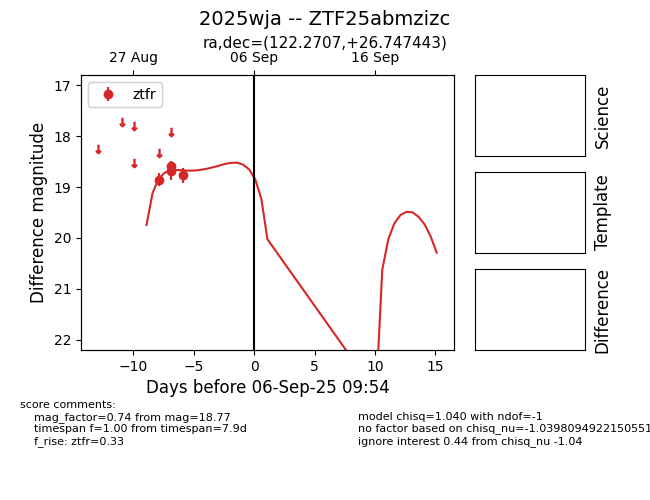 2025wja -- ZTF25abmzizc
ra,dec=(122.2707,+26.747443)
27 Aug
06 Sep
16 Sep
ztfr
17
18
19
20
21
22
Difference magnitude
−10
−5
0
5
10
15
Days before 06-Sep-25 09:54
Science
Template
Difference
score comments:
mag_factor=0.74 from mag=18.77
timespan f=1.00 from timespan=7.9d
f_rise: ztfr=0.33
model chisq=1.040 with ndof=-1
no factor based on chisq_nu=-1.0398094922150551
ignore interest 0.44 from chisq_nu -1.04